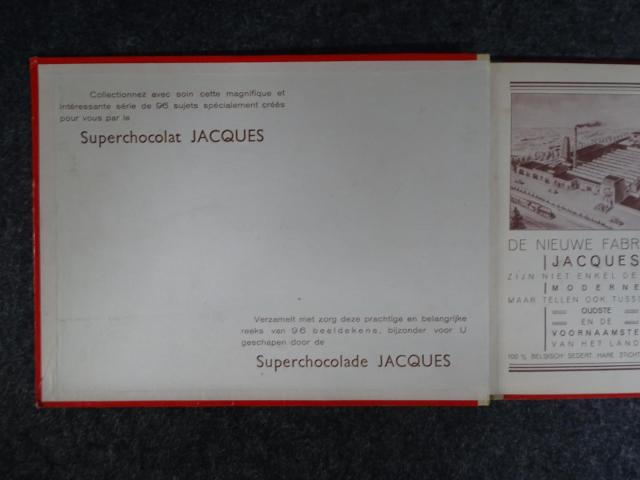 Collectionnez avec soin cette magnifique et
intéressante série de 96 sujets spécialement créés
pour vous par le
Superchocolat JACQUES
Verzamelt met zorg deze prachtige en belangrijke
reeks van 96 beeldekens, bijzonder voor U
geschapen door de
Superchocolade JACQUES
DE NIEUWE FABR
JACQUES
ZIJN NIET ENKEL DE
MODERNE
MAAR TELLEN OOK TUSS
OUDSTE
EN DE
VOORNAAMSTE
VAN HET LAND
100 % BELGISCH SEDERT HARE STICHT